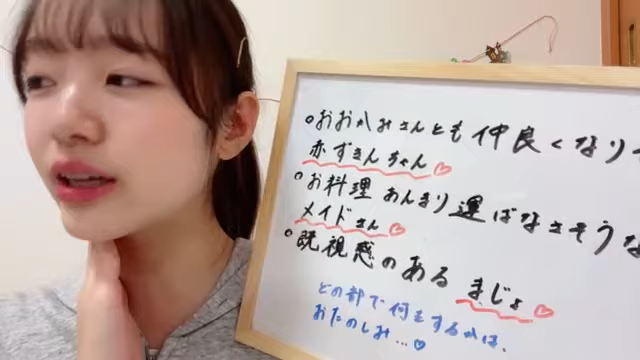 おおかみさんとも仲良くなりそ
赤ずきんちゃん♡
お料理あんまり運ばなさそうな
メイドさん♡
既視感のあるまじょ♡
どの部で何をするかは、
おたのしみ…♡